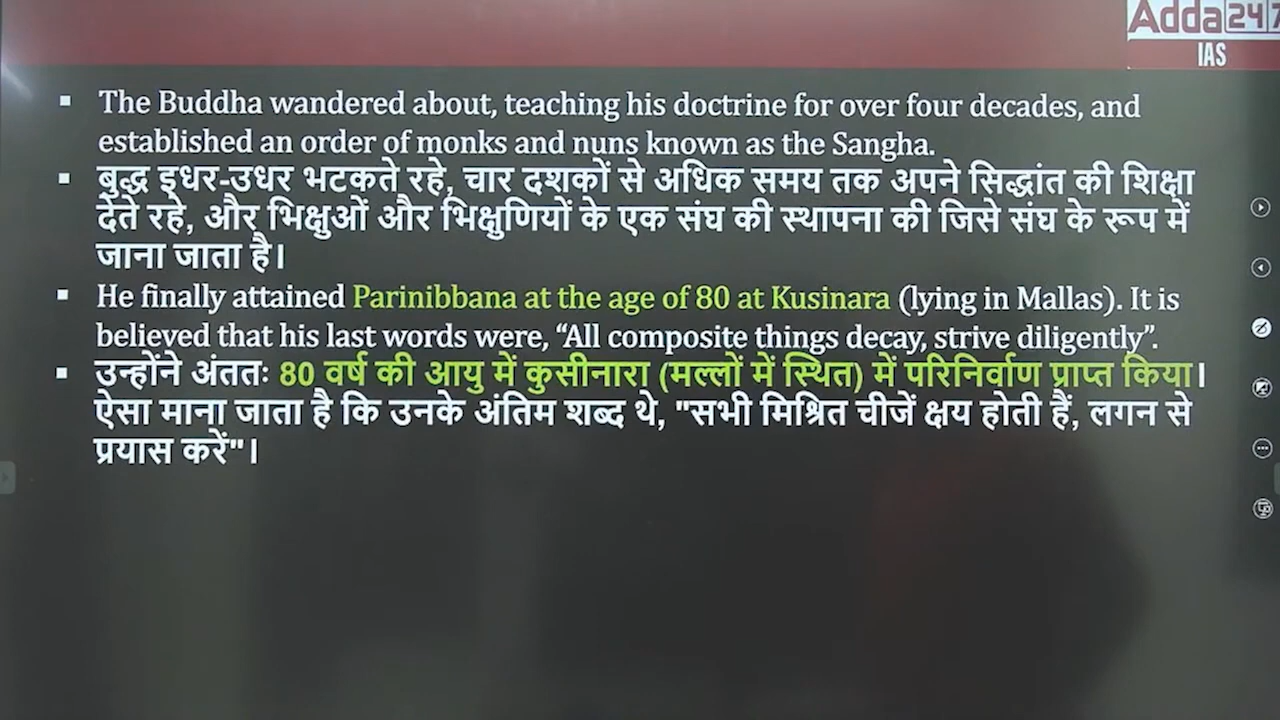 Adda247
IAS
▪ The Buddha wandered about, teaching his doctrine for over four decades, and
established an order of monks and nuns known as the Sangha.
▪ बुद्ध इधर-उधर भटकते रहे, चार दशकों से अधिक समय तक अपने सिद्धांत की शिक्षा
देते रहे, और भिक्षुओं और भिक्षुणियों के एक संघ की स्थापना की जिसे संघ के रूप में
जाना जाता है।
▪ He finally attained Parinibbana at the age of 80 at Kusinara (lying in Mallas). It is
believed that his last words were, “All composite things decay, strive diligently”.
▪ उन्होंने अंततः 80 वर्ष की आयु में कुसीनारा (मल्लों में स्थित) में परिनिर्वाण प्राप्त किया।
ऐसा माना जाता है कि उनके अंतिम शब्द थे, "सभी मिश्रित चीजें क्षय होती हैं, लगन से
प्रयास करें"।